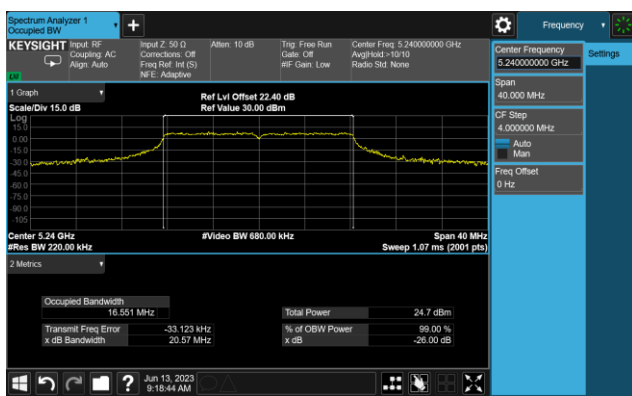 Spectrum Analyzer 1
Occupied BW
Frequency
KEYSIGHT
Input: RF
Coupling: AC
Align: Auto
Input Z: 50 Ω
Corrections: Off
Freq Ref: Int (S)
NFE: Adaptive
Atten: 10 dB
Trig: Free Run
Gate: Off
#IF Gain: Low
Center Freq: 5.240000000 GHz
Avg|Hold:>10/10
Radio Std: None
Center Frequency
5.240000000 GHz
Settings
Span
40.000 MHz
CF Step
4.000000 MHz
Auto
Man
Freq Offset
0 Hz
1 Graph
Scale/Div 15.0 dB
Ref Lvl Offset 22.40 dB
Ref Value 30.00 dBm
Log
15.0
0.00
-15.0
-30.0
-45.0
-60.0
-75.0
-90.0
-105
Center 5.24 GHz
#Res BW 220.00 kHz
#Video BW 680.00 kHz
Span 40 MHz
Sweep 1.07 ms (2001 pts)
2 Metrics
Occupied Bandwidth
16.551 MHz
Total Power 24.7 dBm
Transmit Freq Error -33.123 kHz
% of OBW Power 99.00 %
x dB Bandwidth 20.57 MHz
x dB -26.00 dB
?
Jun 13, 2023
9:18:44 AM